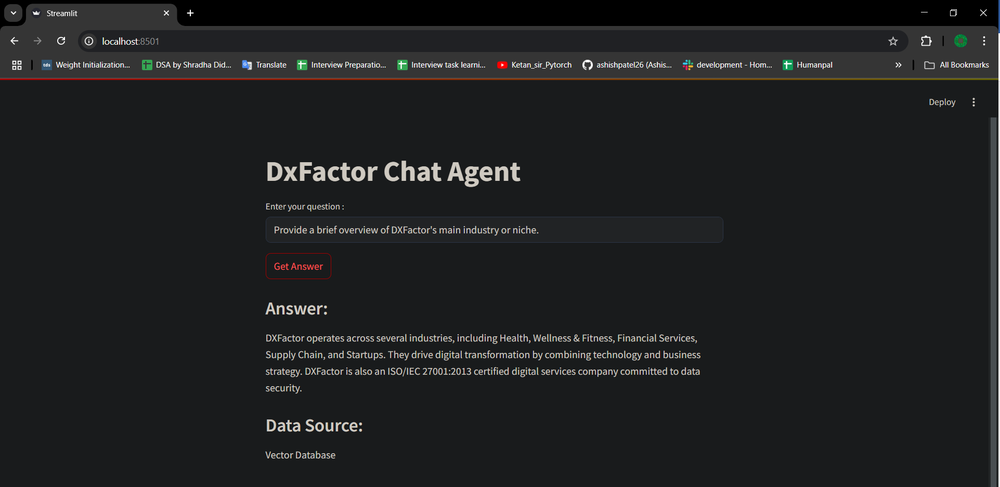 Streamlit
localhost:8501
tds Weight Initialization... DSA by Shradha Did... Translate Interview Preparatio... Interview task learni... Ketan_sir_Pytorch ashishpatel26 (Ashis... development - Hom... Humanpal » All Bookmarks
Deploy
DxFactor Chat Agent
Enter your question :
Provide a brief overview of DXFactor's main industry or niche.
Get Answer
Answer:
DXFactor operates across several industries, including Health, Wellness & Fitness, Financial Services,
Supply Chain, and Startups. They drive digital transformation by combining technology and business
strategy. DXFactor is also an ISO/IEC 27001:2013 certified digital services company committed to data
security.
Data Source:
Vector Database